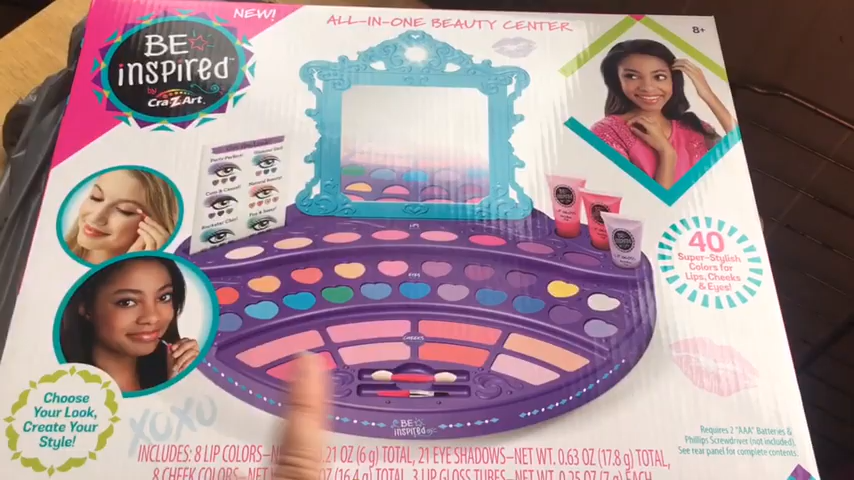 NEW!
ALL-IN-ONE BEAUTY CENTER
8+
BE
inspired™
by
Cra-Z-Art
40
Super-Stylish
Colors for
Lips, Cheeks
& Eyes!
LIPS
EYES
CHEEKS
BE
inspired
Choose
Your Look,
Create Your
Style!
XOXO
Requires 2 "AAA" Batteries &
Phillips Screwdriver (not included).
See rear panel for complete contents.
INCLUDES: 8 LIP COLORS—N 21 OZ (6 g) TOTAL, 21 EYE SHADOWS—NET WT. 0.63 OZ (17.8 g) TOTAL,
8 CHEEK COLORS— (16.4 g) TOTAL, 3 LIP GLOSS TUBES—NET WT. 0.25 OZ (7 g) EACH